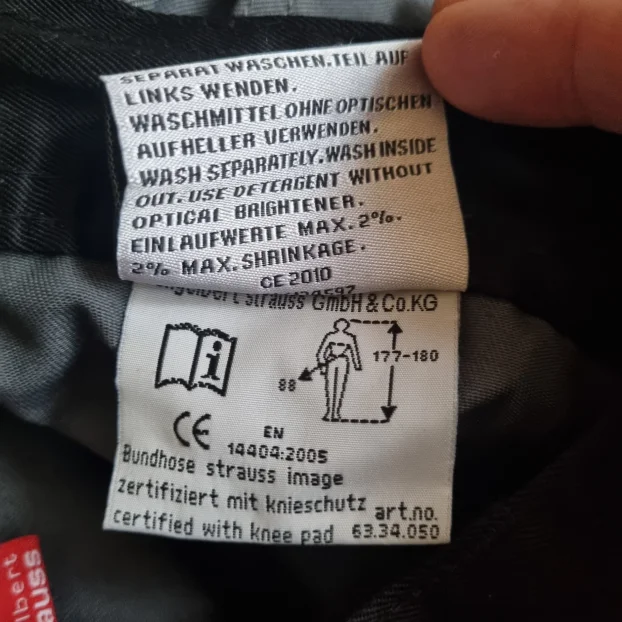 SEPARAT WASCHEN.TEIL AUF
LINKS WENDEN.
WASCHMITTEL OHNE OPTISCHEN
AUFHELLER VERWENDEN.
WASH SEPARATELY.WASH INSIDE
OUT. USE DETERGENT WITHOUT
OPTICAL BRIGHTENER.
EINLAUFWERTE MAX. 2%.
2% MAX. SHRINKAGE.
CE 2010
engelbert strauss GmbH & Co.KG
177-180
88
CE
EN
14404:2005
Bundhose strauss image
zertifiziert mit knieschutz
certified with knee pad
art.no.
63.34.050